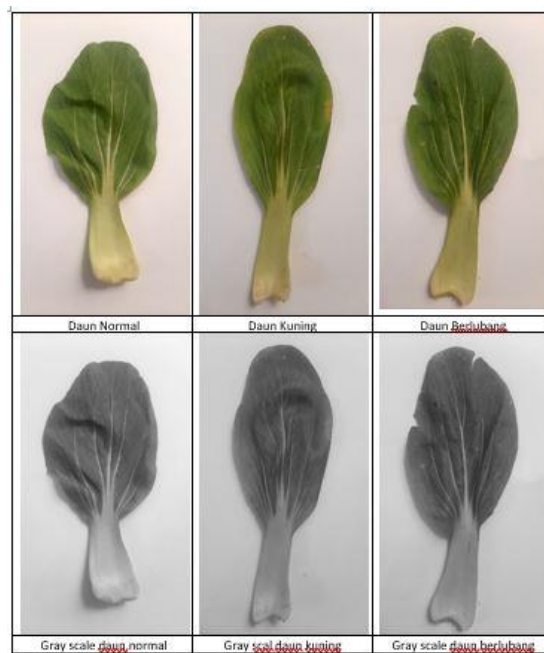 Daun Normal
Daun Kuning
Daun Berlubang
Gray scale daun normal
Gray scal daun kuning
Gray scale daun berlubang